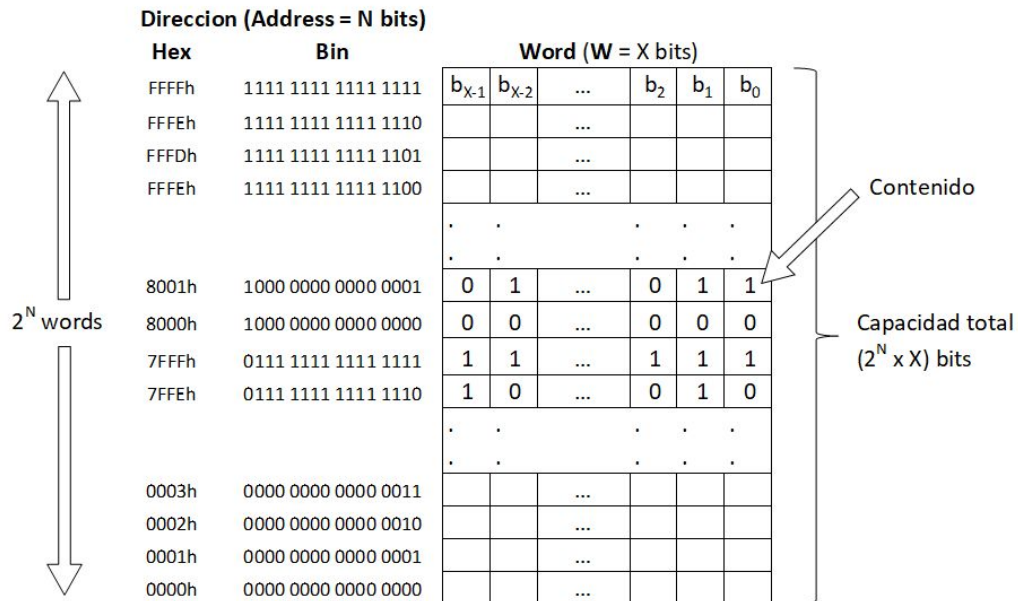 Direccion (Address = N bits)
Hex Bin Word (W = X bits)
FFFFh 1111 1111 1111 1111 bX-1 bX-2 ... b2 b1 b0
FFFEh 1111 1111 1111 1110 ...
FFFDh 1111 1111 1111 1101 ...
FFFEh 1111 1111 1111 1100 ...
Contenido
. . . . .
. . . . .
8001h 1000 0000 0000 0001 0 1 ... 0 1 1
8000h 1000 0000 0000 0000 0 0 ... 0 0 0
2^N words
Capacidad total
(2^N x X) bits
7FFFh 0111 1111 1111 1111 1 1 ... 1 1 1
7FFEh 0111 1111 1111 1110 1 0 ... 0 1 0
. . . . .
. . . . .
0003h 0000 0000 0000 0011 ...
0002h 0000 0000 0000 0010 ...
0001h 0000 0000 0000 0001 ...
0000h 0000 0000 0000 0000 ...